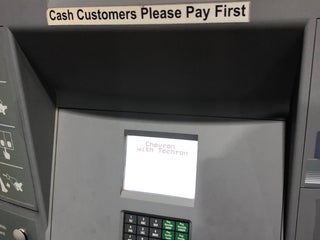 Cash Customers Please Pay First
Chevron
with Techron